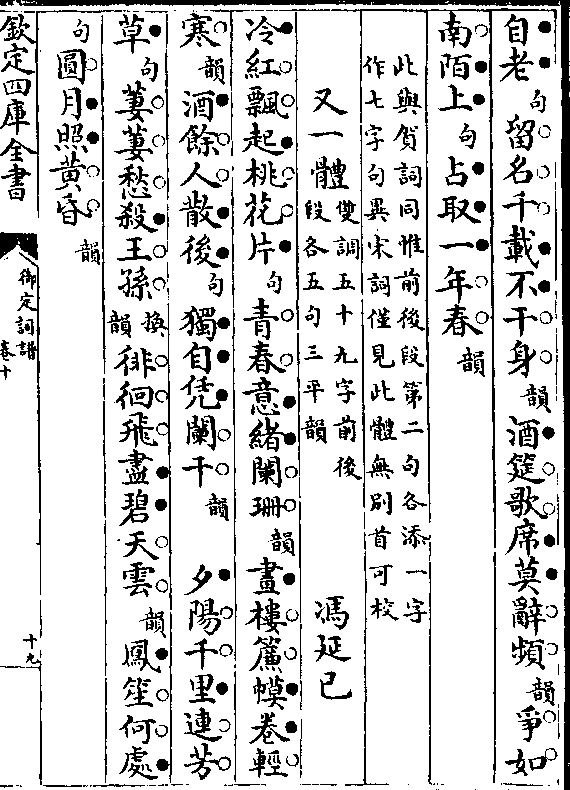 自老句留名千載不干身韻酒筵歌席莫辭頻韻爭如
南陌上句占取一年春韻
此與賀詞同惟前後段第二句各添一字
作七字句異宋詞僅見此體無別首可校
又一體雙調五十九字前後段各五句三平韻 馮延巳
冷紅飄起桃花片句青春意緒闌珊韻畫樓簾幙卷輕
寒韻酒餘人散後句獨自凭闌干韻 夕陽千里連芳
草句萋萋愁殺王孫換韻徘徊飛盡碧天雲韻鳳笙何處
句圓月照黃昏韻
欽定四庫全書
御定詞譜
卷十
十九